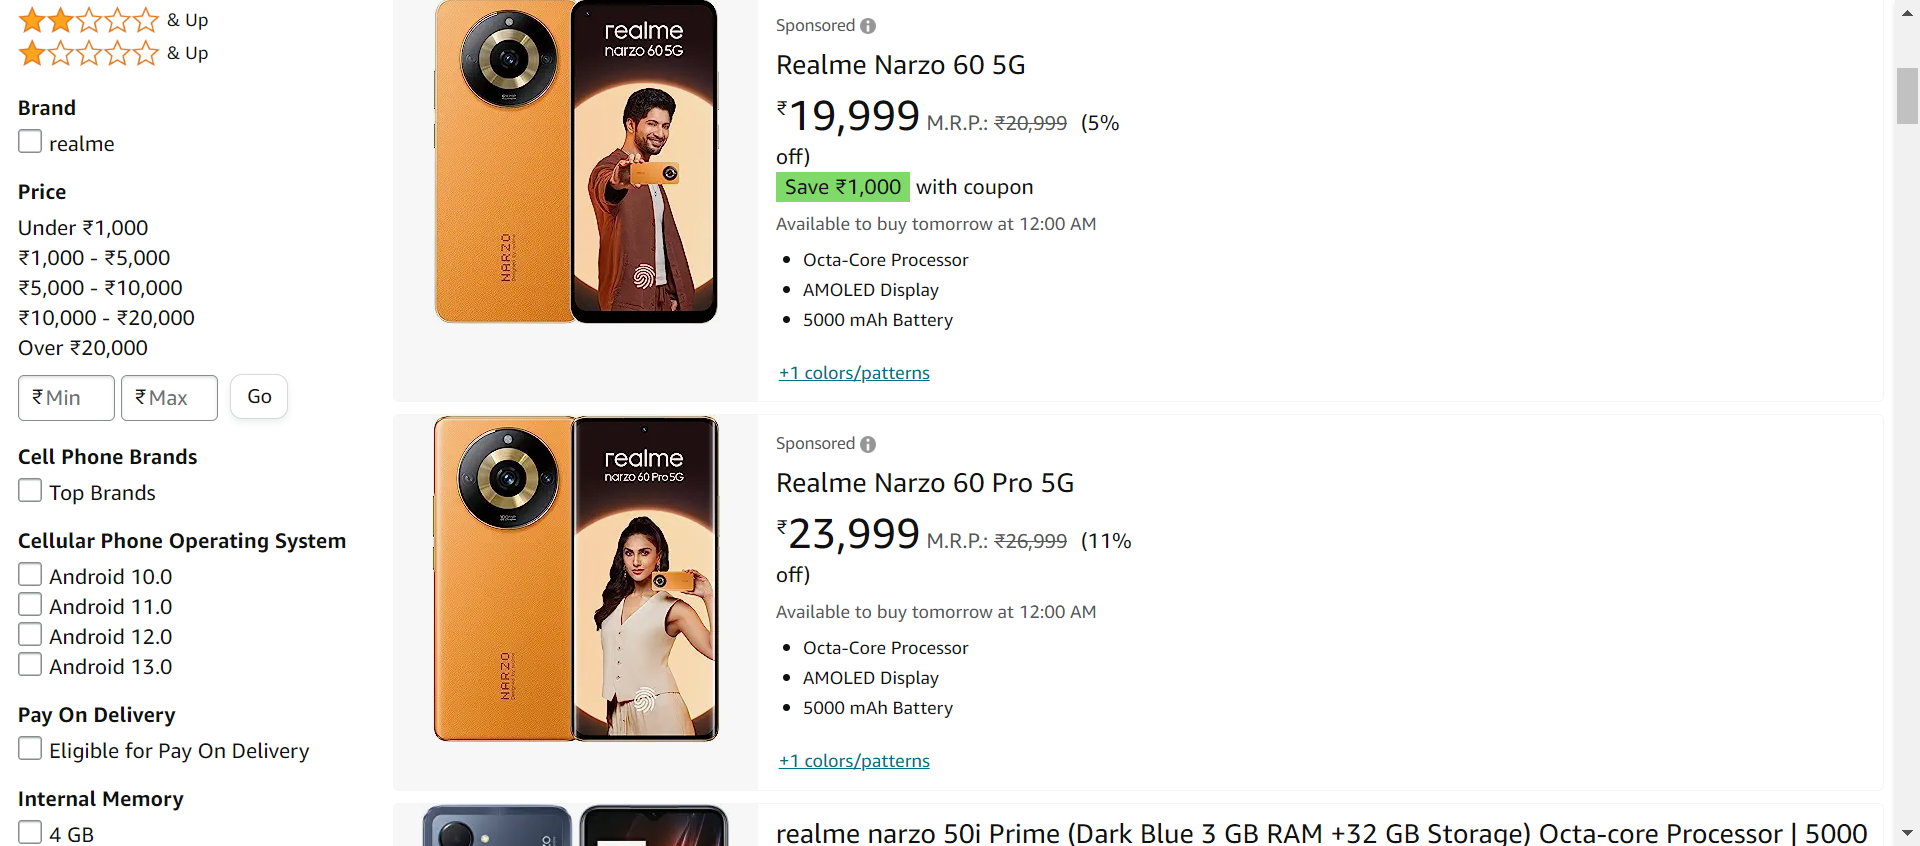 & Up
& Up
Brand
realme
Price
Under ₹1,000
₹1,000 - ₹5,000
₹5,000 - ₹10,000
₹10,000 - ₹20,000
Over ₹20,000
₹ Min
₹ Max
Go
Cell Phone Brands
Top Brands
Cellular Phone Operating System
Android 10.0
Android 11.0
Android 12.0
Android 13.0
Pay On Delivery
Eligible for Pay On Delivery
Internal Memory
4 GB
NARZO
realme
narzo 60 5G
Sponsored
Realme Narzo 60 5G
₹19,999 M.R.P.: ₹20,999 (5%
off)
Save ₹1,000 with coupon
Available to buy tomorrow at 12:00 AM
Octa-Core Processor
AMOLED Display
5000 mAh Battery
+1 colors/patterns
NARZO
realme
narzo 60 Pro 5G
Sponsored
Realme Narzo 60 Pro 5G
₹23,999 M.R.P.: ₹26,999 (11%
off)
Available to buy tomorrow at 12:00 AM
Octa-Core Processor
AMOLED Display
5000 mAh Battery
+1 colors/patterns
realme narzo 50i Prime (Dark Blue 3 GB RAM +32 GB Storage) Octa-core Processor | 5000